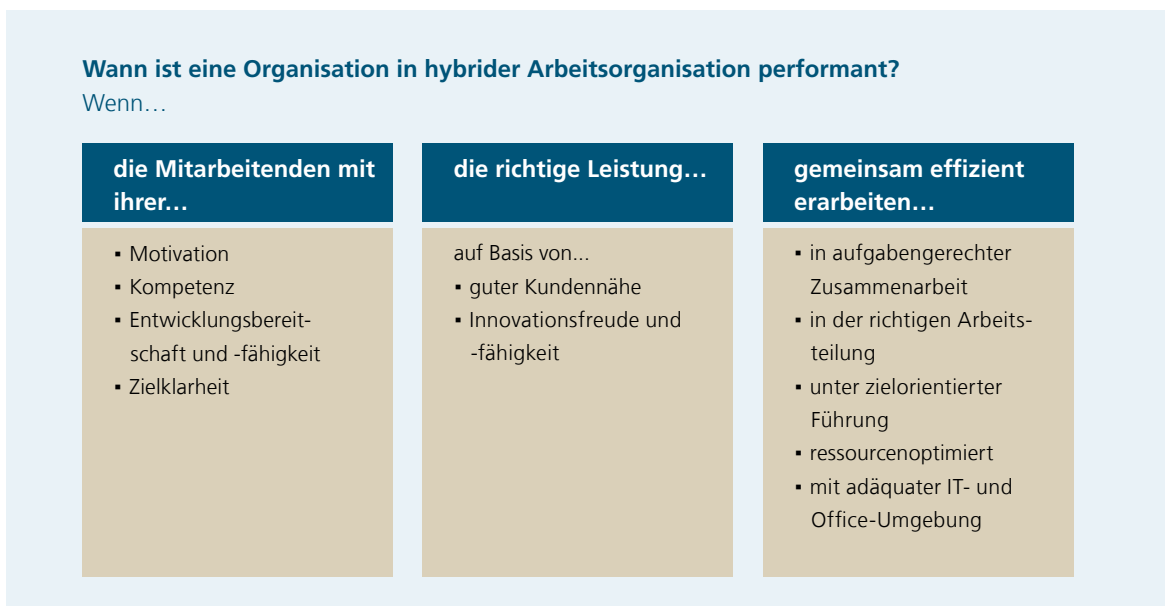 Wann ist eine Organisation in hybrider Arbeitsorganisation performant?
Wenn…
die Mitarbeitenden mit
ihrer…
▪ Motivation
▪ Kompetenz
▪ Entwicklungsbereit-
schaft und -fähigkeit
▪ Zielklarheit
die richtige Leistung…
auf Basis von...
▪ guter Kundennähe
▪ Innovationsfreude und
-fähigkeit
gemeinsam effizient
erarbeiten…
▪ in aufgabengerechter
Zusammenarbeit
▪ in der richtigen Arbeits-
teilung
▪ unter zielorientierter
Führung
▪ ressourcenoptimiert
▪ mit adäquater IT- und
Office-Umgebung